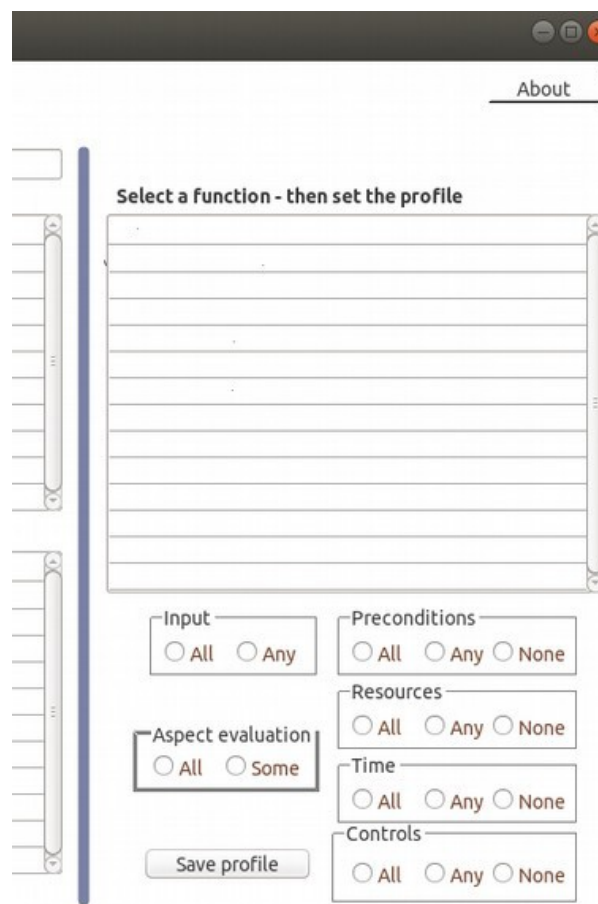 About
Select a function - then set the profile
Input
All Any
Preconditions
All Any None
Resources
All Any None
Aspect evaluation
All Some
Time
All Any None
Controls
All Any None
Save profile